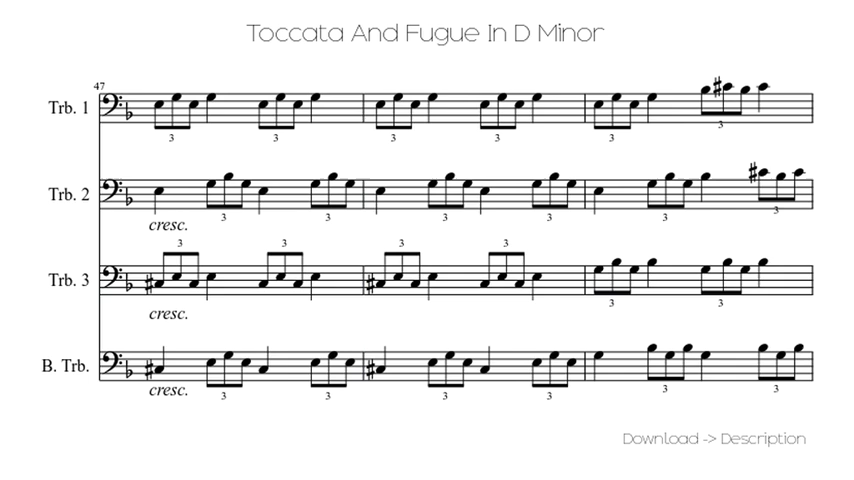 Toccata And Fugue In D Minor
47
Trb. 1
3 3 3 3 3 3
Trb. 2
3 3 3 3 3 3
cresc.
3 3 3 3
Trb. 3
3 3
cresc.
B. Trb.
cresc.
3 3 3 3 3 3
Download -> Description